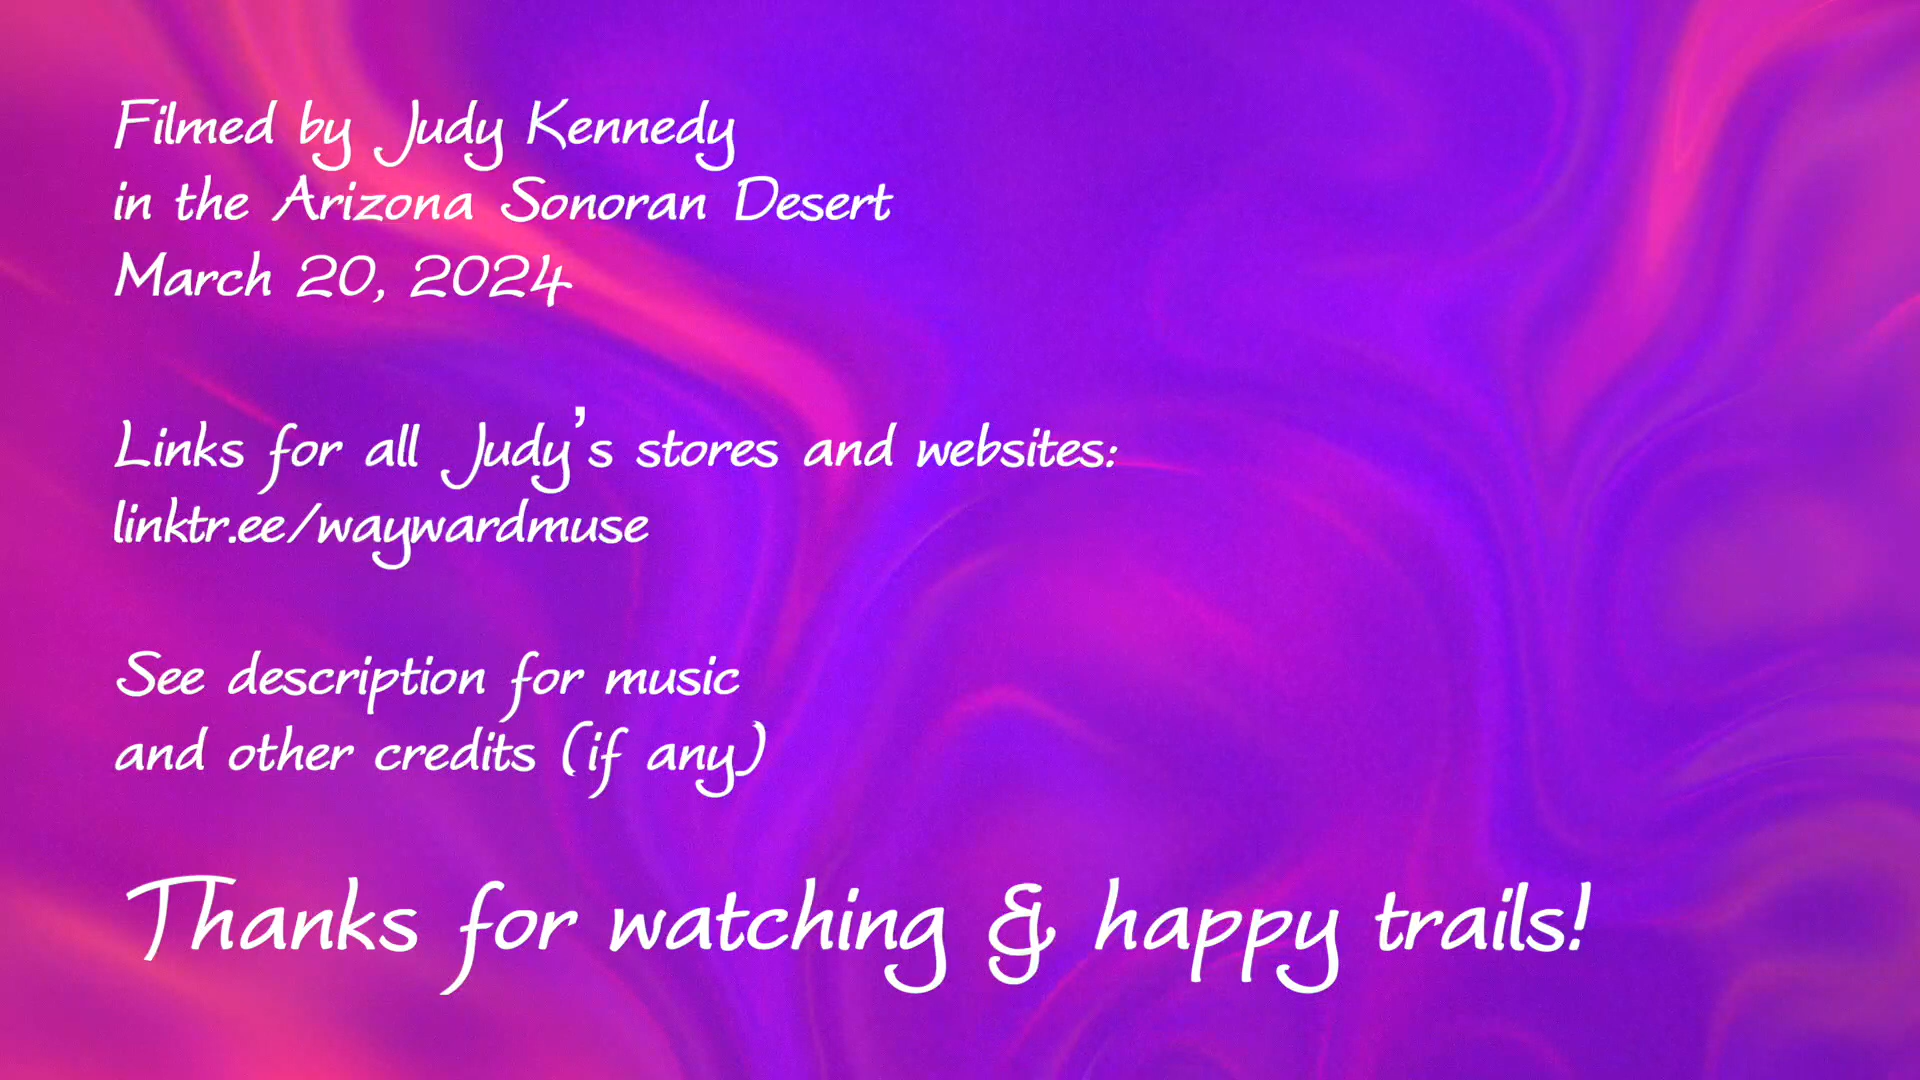 Filmed by Judy Kennedy
in the Arizona Sonoran Desert
March 20, 2024
Links for all Judy's stores and websites:
linktr.ee/waywardmuse
See description for music
and other credits (if any)
Thanks for watching & happy trails!